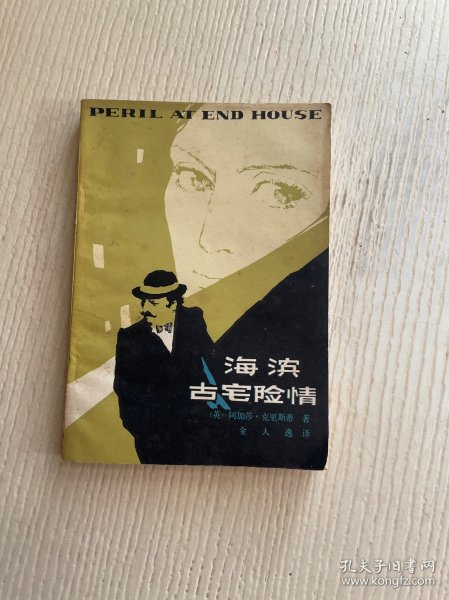 PERIL AT END HOUSE
海滨
古宅险情
〔英〕阿加莎·克里斯蒂 著
金人逸 译
孔夫子旧书网
www.kongfz.com